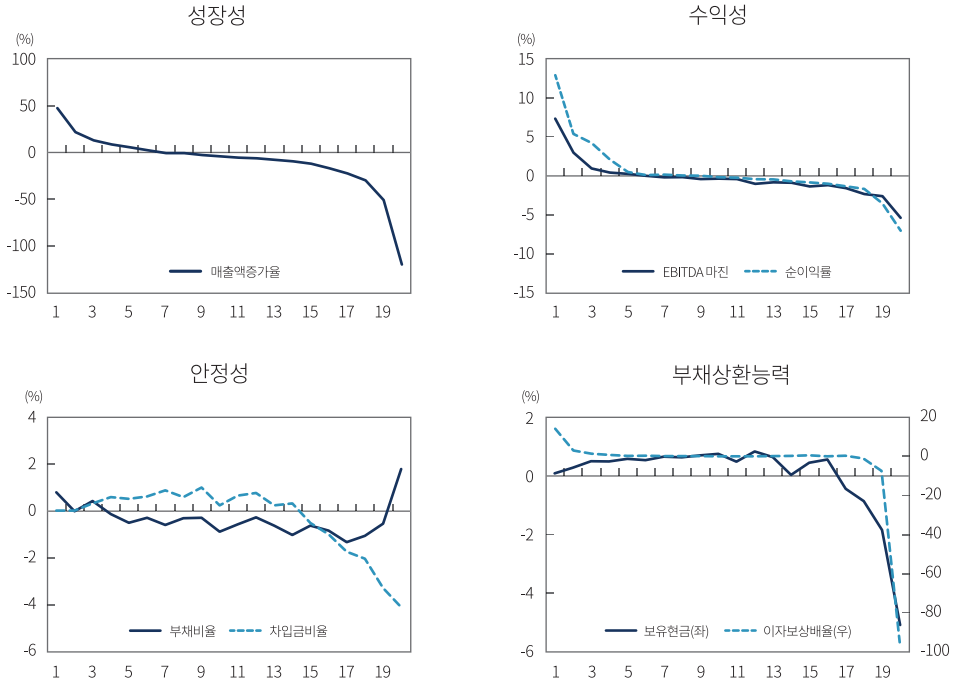 성장성
(%)
100
50
0
-50
-100
-150
매출액증가율
1 3 5 7 9 11 13 15 17 19
수익성
(%)
15
10
5
0
-5
-10
-15
EBITDA 마진 순이익률
1 3 5 7 9 11 13 15 17 19
안정성
(%)
4
2
0
-2
-4
-6
부채비율 차입금비율
1 3 5 7 9 11 13 15 17 19
부채상환능력
(%)
2
0
-2
-4
-6
20
0
-20
-40
-60
-80
-100
보유현금(좌) 이자보상배율(우)
1 3 5 7 9 11 13 15 17 19